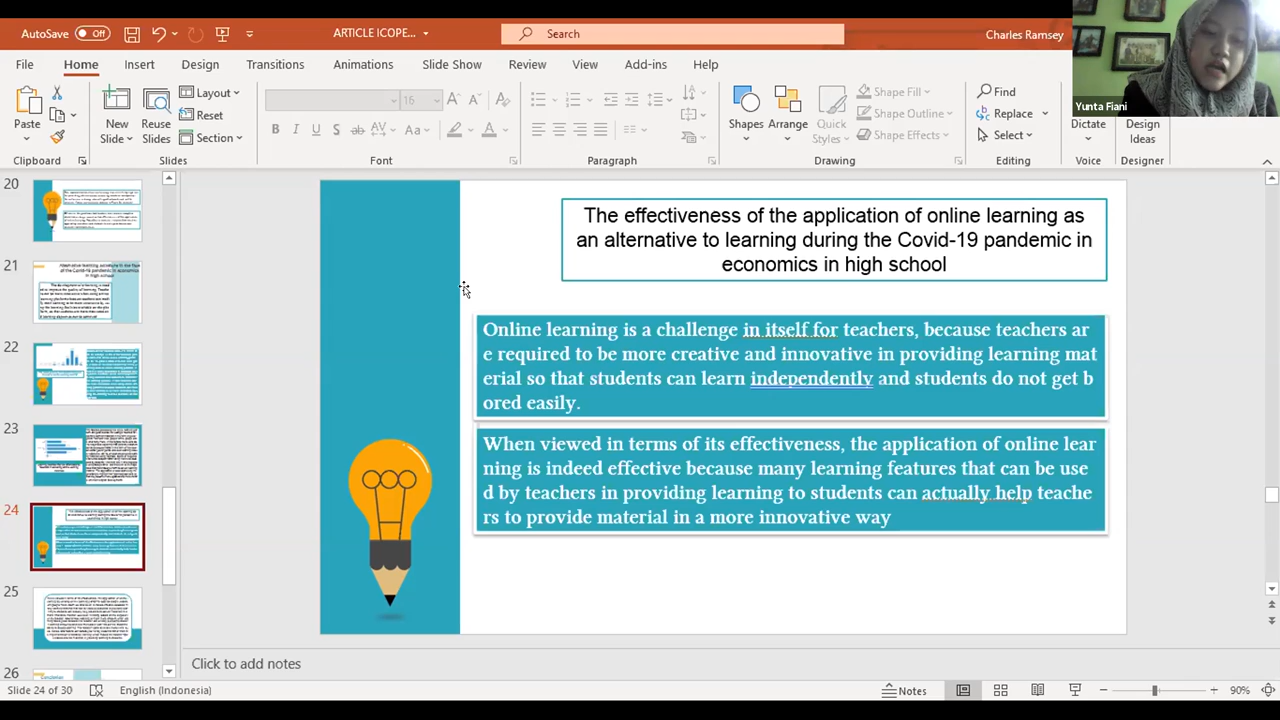 AutoSave Off ARTICLE ICOPE... Search Charles Ramsey
File Home Insert Design Transitions Animations Slide Show Review View Add-ins Help
Yunta Fiani
Paste New Slide Reuse Slides Layout Reset Section
16
Shapes Arrange Quick Styles Shape Fill Shape Outline Shape Effects
Find Replace Select
Dictate Design Ideas
Clipboard Slides Font Paragraph Drawing Editing Voice Designer
20
21
22
23
24
25
26
The effectiveness of the application of online learning as
an alternative to learning during the Covid-19 pandemic in
economics in high school
Online learning is a challenge in itself for teachers, because teachers ar
e required to be more creative and innovative in providing learning mat
erial so that students can learn independently and students do not get b
ored easily.
When viewed in terms of its effectiveness, the application of online lear
ning is indeed effective because many learning features that can be use
d by teachers in providing learning to students can actually help teache
rs to provide material in a more innovative way
Click to add notes
Slide 24 of 30 English (Indonesia) Notes 90%